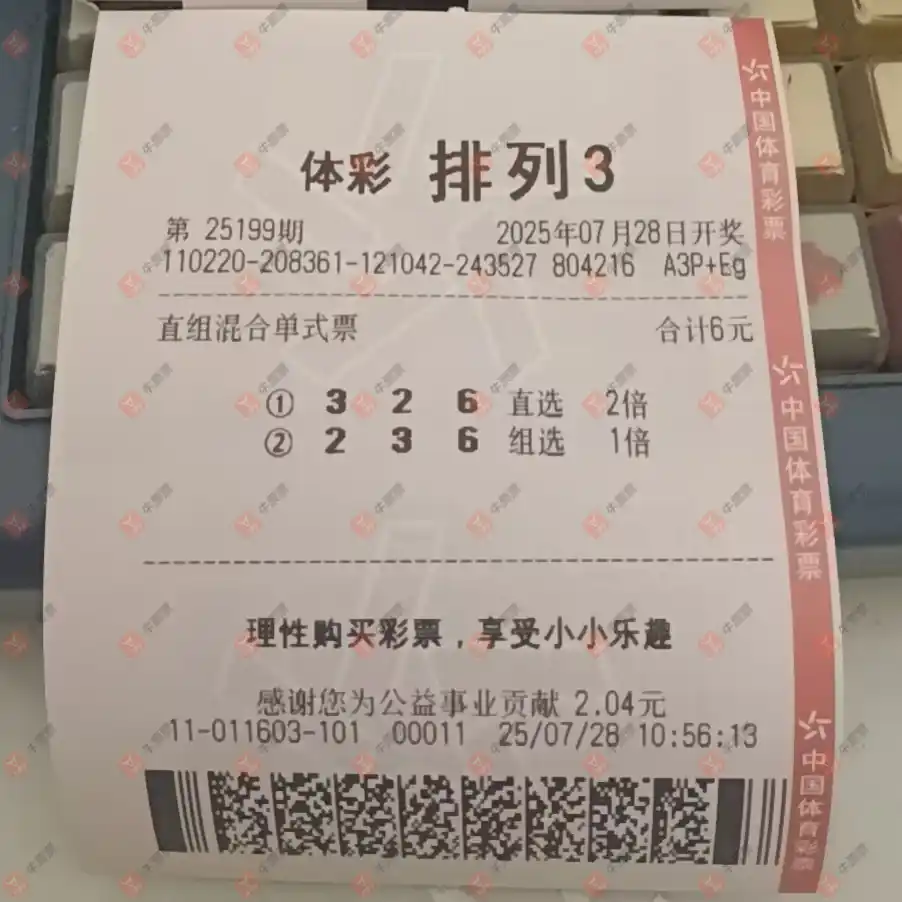 体彩 排列3
第 25199期 2025年07月28日开奖
110220-208361-121042-243527 804216 A3P+Eg
直组混合单式票 合计6元
① 3 2 6 直选 2倍
② 2 3 6 组选 1倍
理性购买彩票，享受小小乐趣
感谢您为公益事业贡献 2.04元
11-011603-101 00011 25/07/28 10:56:13
中国体育彩票
中国体育彩票
中国体育彩票